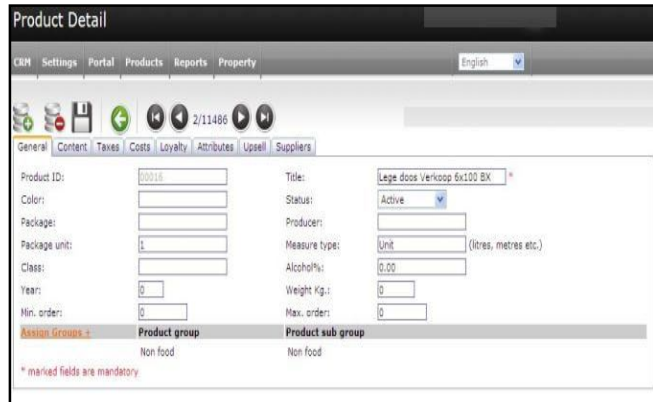 Product Detail
CRM Settings Portal Products Reports Property English
2/11486
General Content Taxes Costs Loyalty Attributes Upsell Suppliers
Product ID: 00016 Title: Lege doos Verkoop 6x100 BX *
Color: Status: Active
Package: Producer:
Package unit: 1 Measure type: Unit (litres, metres etc.)
Class: Alcohol%: 0.00
Year: 0 Weight Kg.: 0
Min. order: 0 Max. order: 0
Assign Groups + Product group Product sub group
Non food Non food
* marked fields are mandatory